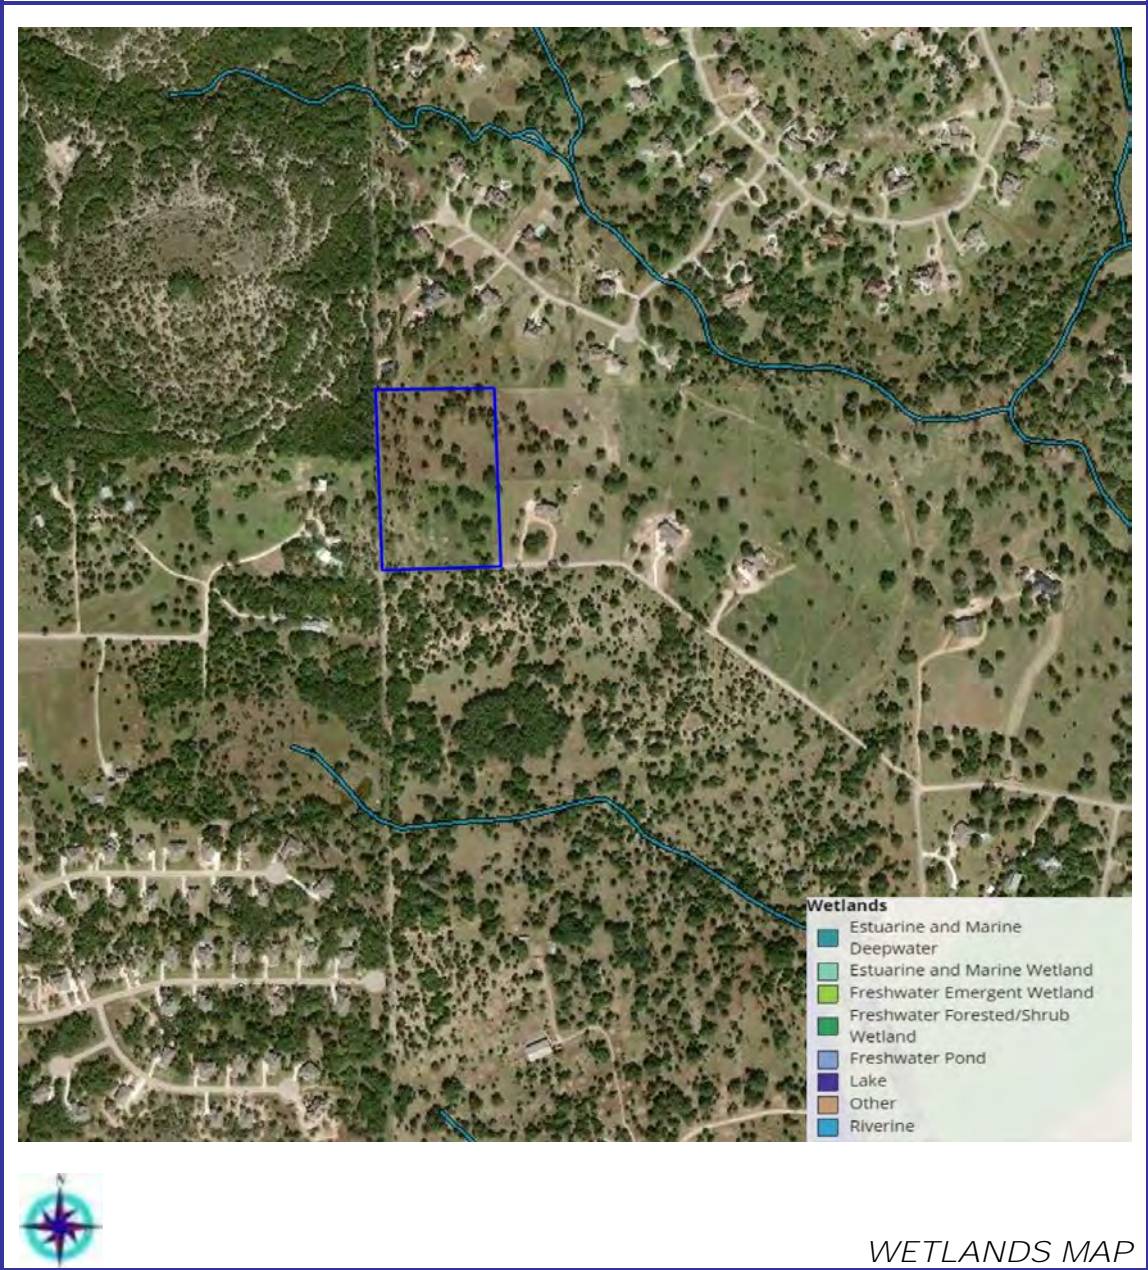 Wetlands
Estuarine and Marine
Deepwater
Estuarine and Marine Wetland
Freshwater Emergent Wetland
Freshwater Forested/Shrub
Wetland
Freshwater Pond
Lake
Other
Riverine
N
WETLANDS MAP